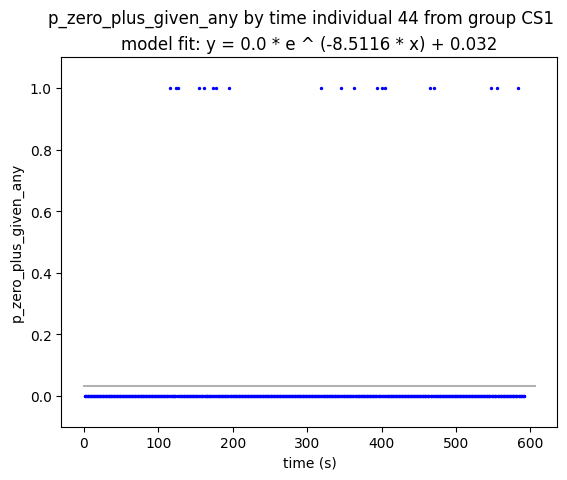 p_zero_plus_given_any by time individual 44 from group CS1
model fit: y = 0.0 * e ^ (-8.5116 * x) + 0.032
1.0
0.8
0.6
0.4
0.2
0.0
p_zero_plus_given_any
0 100 200 300 400 500 600
time (s)